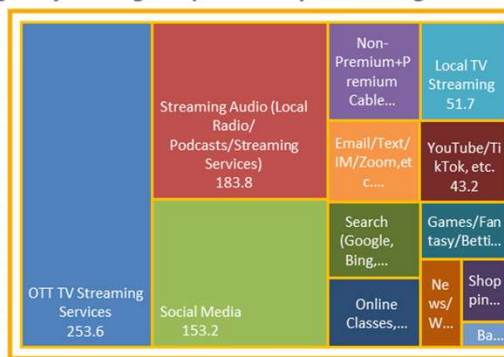 OTT TV Streaming
Services
253.6
Streaming Audio (Local
Radio/
Podcasts/Streaming
Services)
183.8
Social Media
153.2
Non-
Premium+P
remium
Cable...
Email/Text/
IM/Zoom,et
c....
Search
(Google,
Bing,...
Online
Classes,...
Local TV
Streaming
51.7
YouTube/Ti
kTok, etc.
43.2
Games/Fan
tasy/Betti...
Ne
ws/
W...
Shop
pin...
Ba...